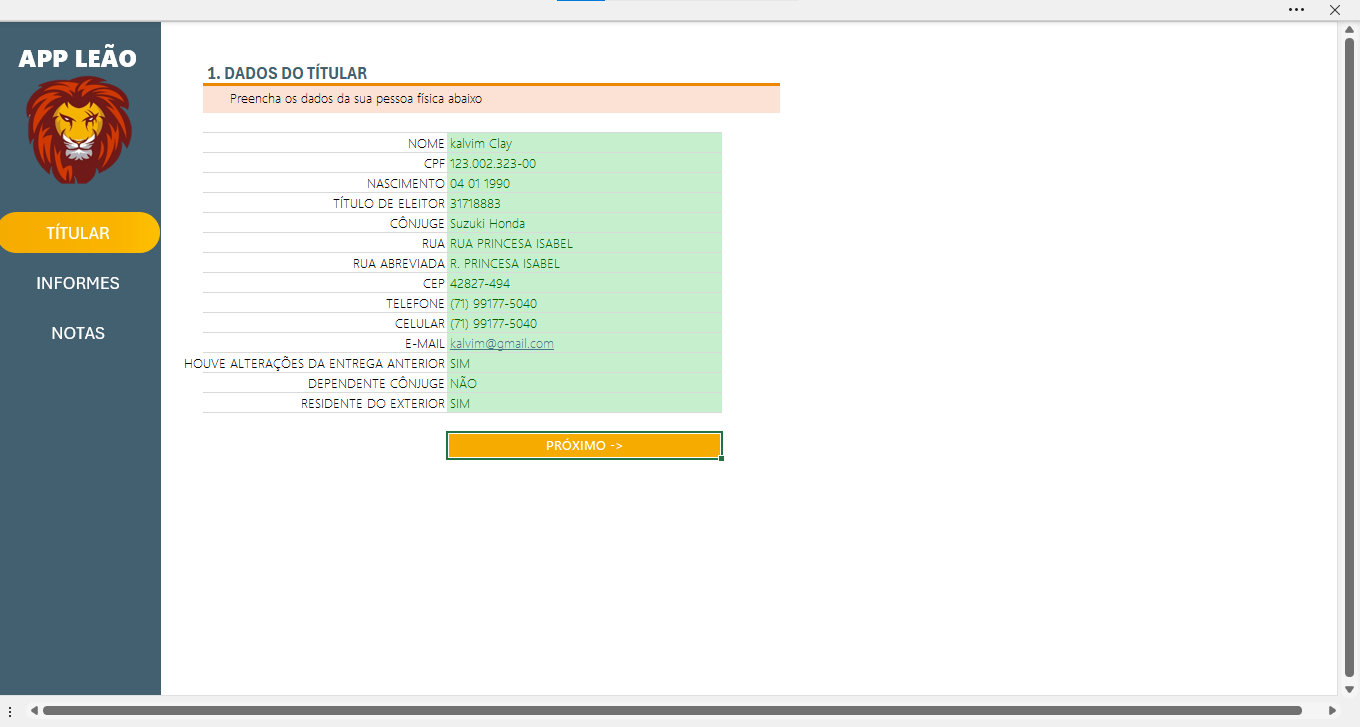 APP LEÃO
TÍTULAR
INFORMES
NOTAS
1. DADOS DO TÍTULAR
Preencha os dados da sua pessoa física abaixo
NOME kalvim Clay
CPF 123.002.323-00
NASCIMENTO 04 01 1990
TÍTULO DE ELEITOR 31718883
CÔNJUGE Suzuki Honda
RUA RUA PRINCESA ISABEL
RUA ABREVIADA R. PRINCESA ISABEL
CEP 42827-494
TELEFONE (71) 99177-5040
CELULAR (71) 99177-5040
E-MAIL kalvim@gmail.com
HOUVE ALTERAÇÕES DA ENTREGA ANTERIOR SIM
DEPENDENTE CÔNJUGE NÃO
RESIDENTE DO EXTERIOR SIM
PRÓXIMO ->